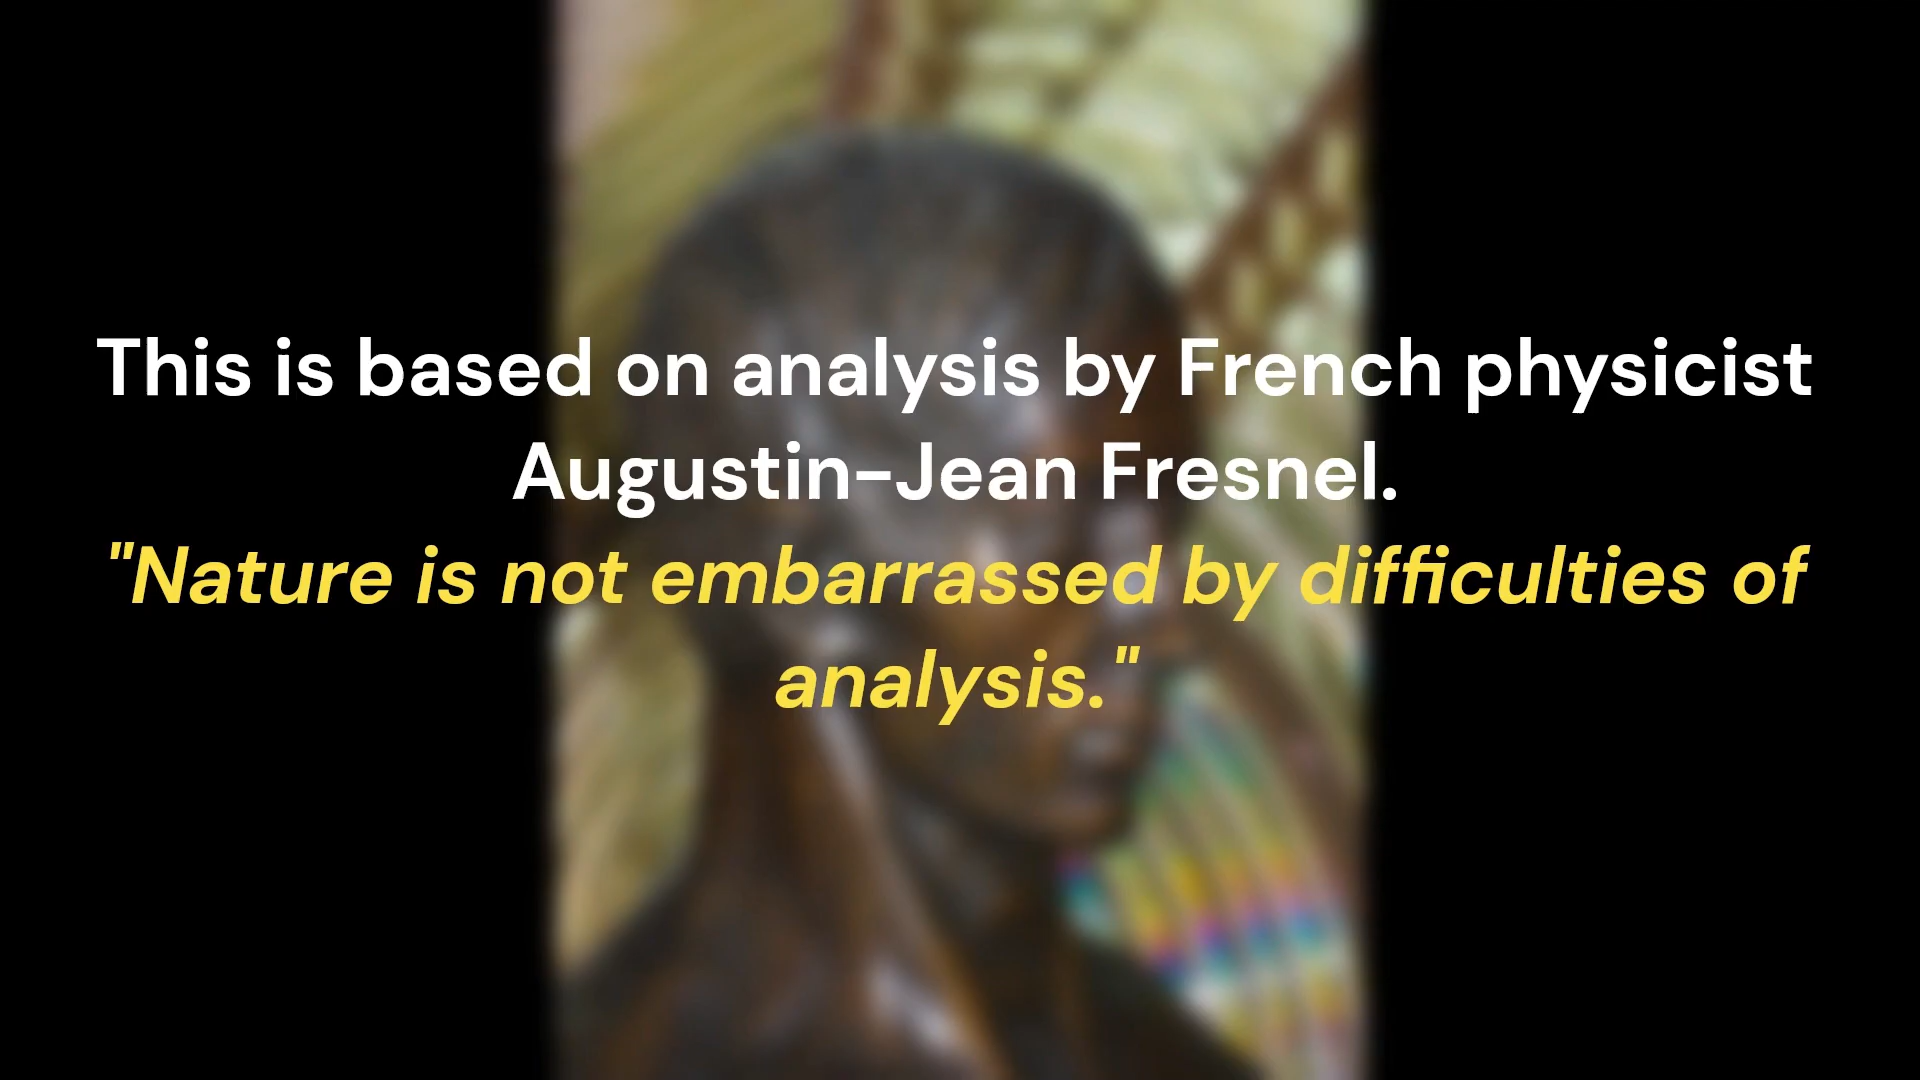 This is based on analysis by French physicist
Augustin-Jean Fresnel.
"Nature is not embarrassed by difficulties of
analysis."